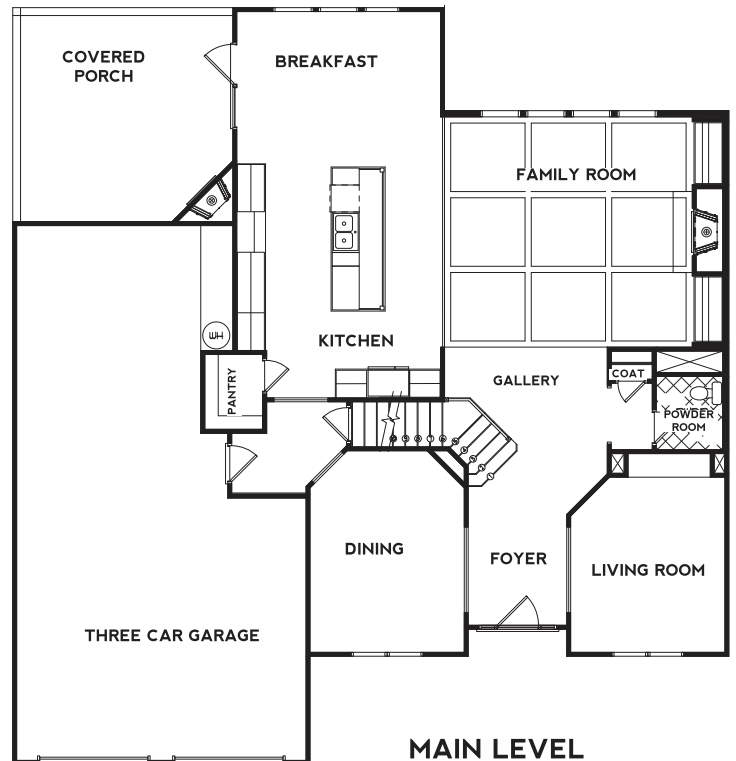 COVERED
PORCH
BREAKFAST
FAMILY ROOM
WH
KITCHEN
PANTRY
GALLERY
COAT
POWDER
ROOM
DINING
FOYER
LIVING ROOM
THREE CAR GARAGE
MAIN LEVEL